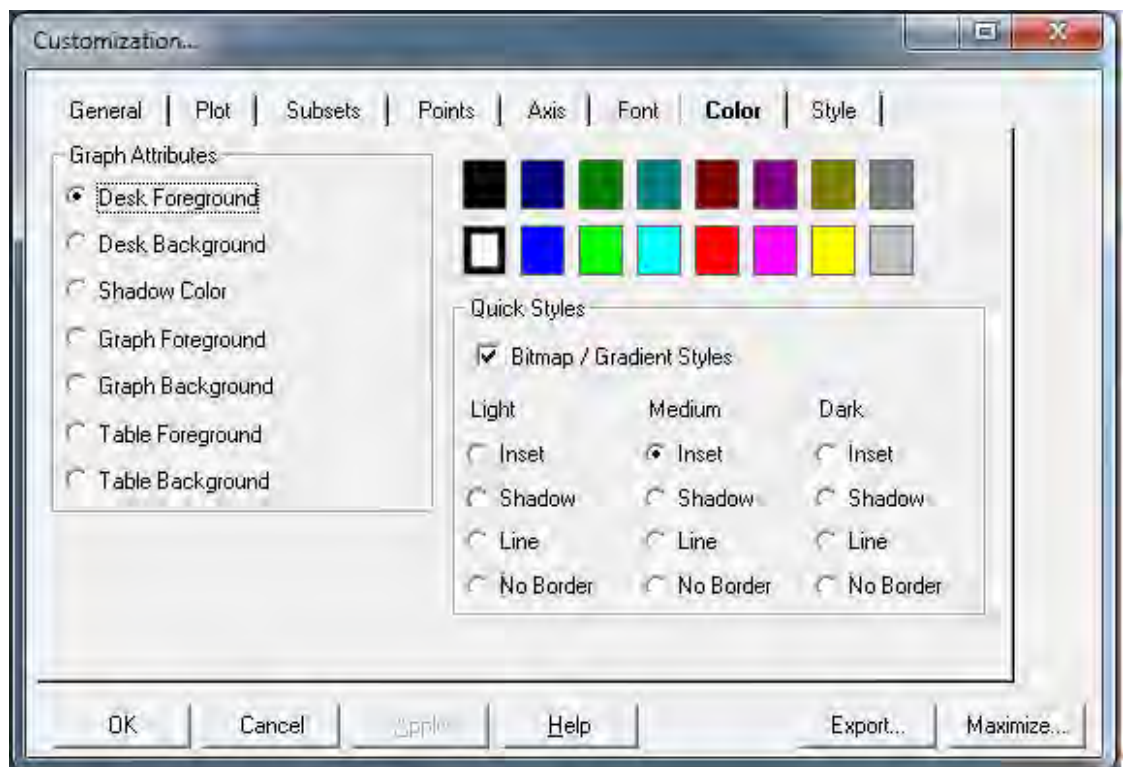 Customization...
General Plot Subsets Points Axis Font Color Style
Graph Attributes
Desk Foreground
Desk Background
Shadow Color
Graph Foreground
Graph Background
Table Foreground
Table Background
Quick Styles
Bitmap / Gradient Styles
Light Medium Dark
Inset Inset Inset
Shadow Shadow Shadow
Line Line Line
No Border No Border No Border
OK Cancel Apply Help Export... Maximize...